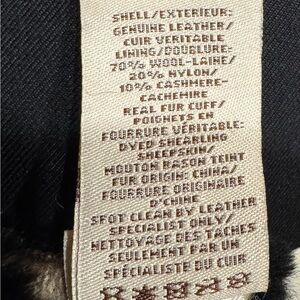 SHELL/EXTERIEUR:
GENUINE LEATHER/
CUIR VERITABLE
LINING/DOUBLURE:
70% WOOL-LAINE/
20% NYLON/
10% CASHMERE-
CACHEMIRE
REAL FUR CUFF/
POIGNETS EN
FOURRURE VÉRITABLE:
DYED SHEARLING
SHEEPSKIN/
MOUTON RASON TEINT
FUR ORIGIN: CHINA/
FOURRURE ORIGINAIRE
D'CHINE
SPOT CLEAN BY LEATHER
SPECIALIST ONLY/
NETTOYAGE DES TACHES
SEULEMENT PAR UN
SPÉCIALISTE DU CUIR